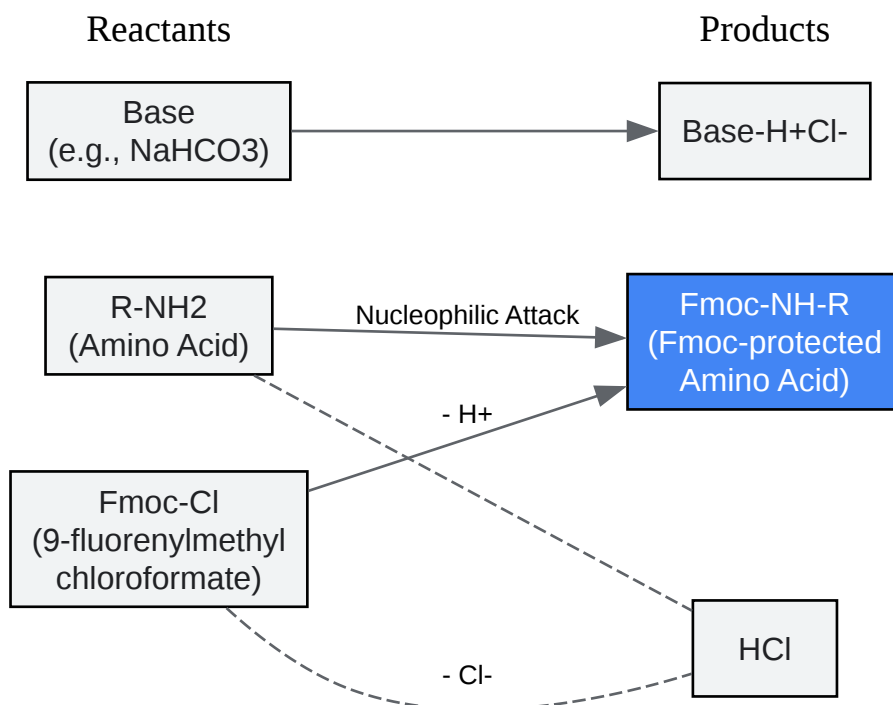 Reactants
Products
Base
(e.g., NaHCO3)
Base-H+Cl-
R-NH2
(Amino Acid)
Nucleophilic Attack
Fmoc-NH-R
(Fmoc-protected
Amino Acid)
- H+
Fmoc-Cl
(9-fluorenylmethyl
chloroformate)
- Cl-
HCl